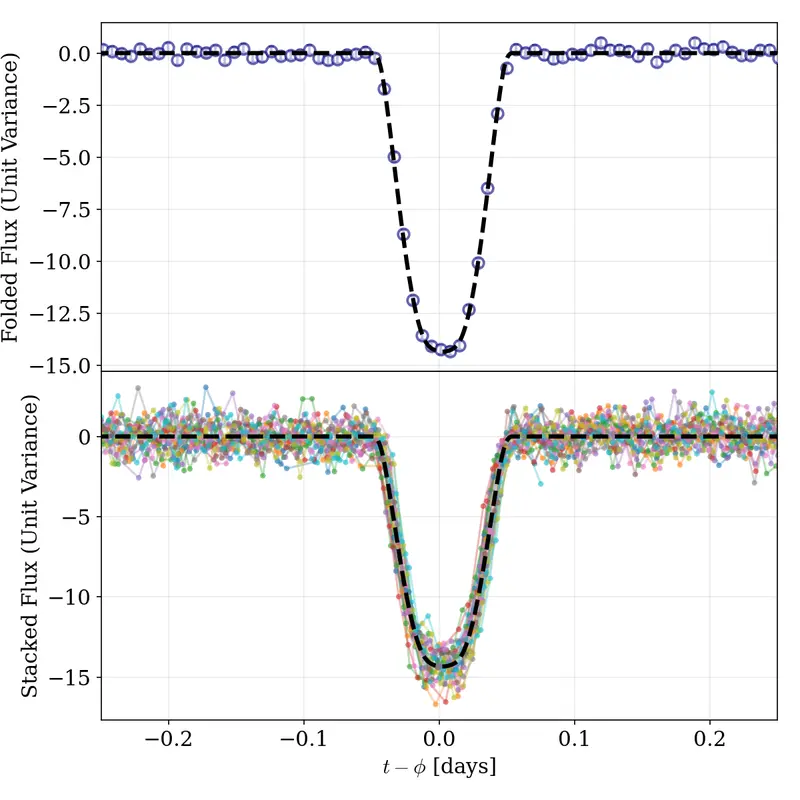 Folded Flux (Unit Variance)
0.0
−2.5
−5.0
−7.5
−10.0
−12.5
−15.0
Stacked Flux (Unit Variance)
0
−5
−10
−15
−0.2 −0.1 0.0 0.1 0.2
t − ϕ [days]